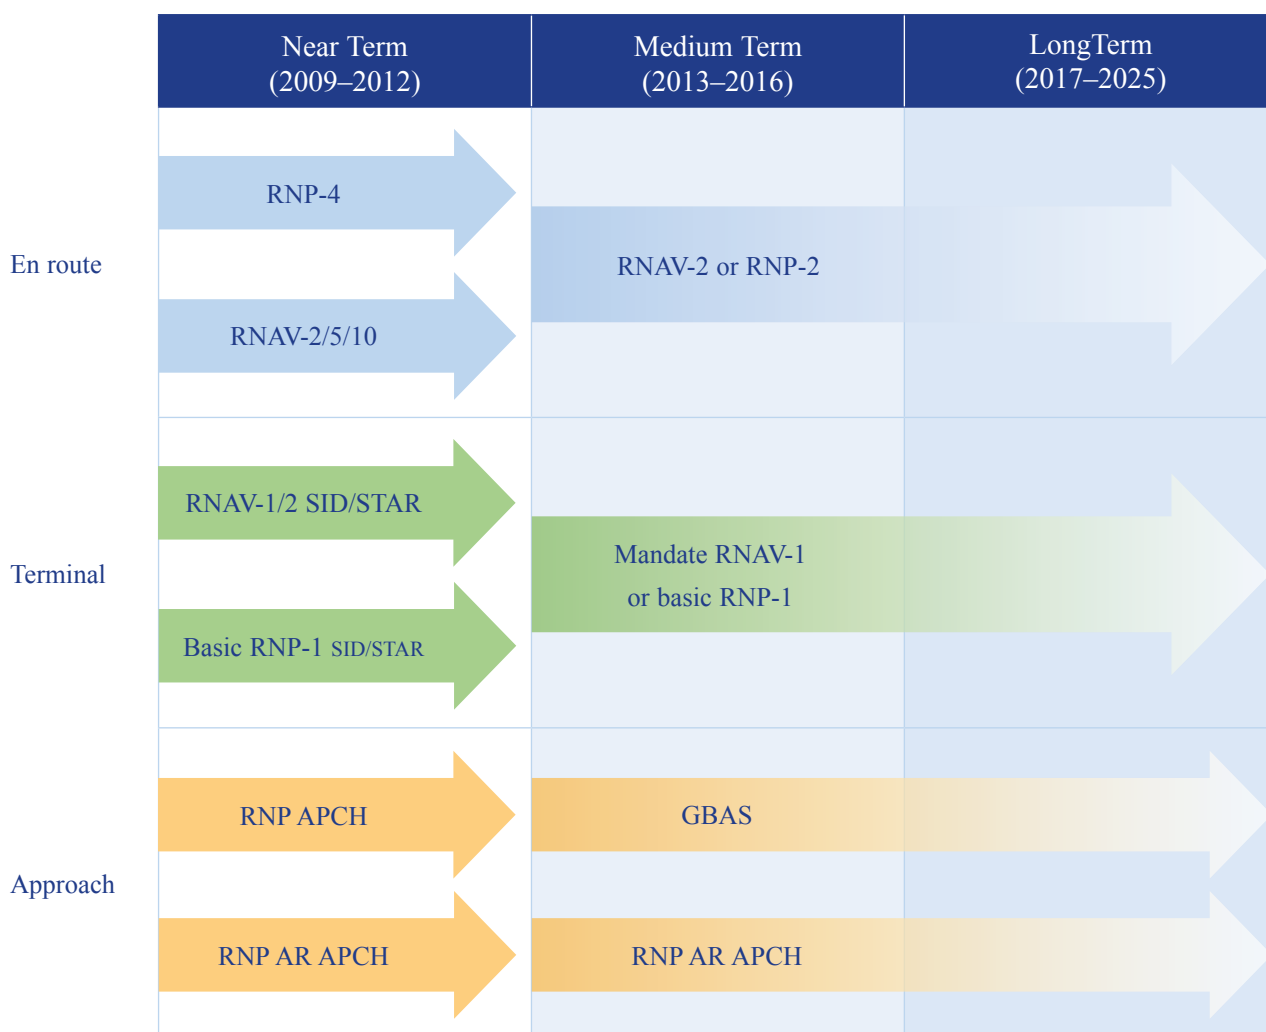 Near Term
(2009–2012)
Medium Term
(2013–2016)
LongTerm
(2017–2025)
En route
RNP-4
RNAV-2/5/10
RNAV-2 or RNP-2
Terminal
RNAV-1/2 SID/STAR
Basic RNP-1 SID/STAR
Mandate RNAV-1
or basic RNP-1
Approach
RNP APCH
GBAS
RNP AR APCH
RNP AR APCH